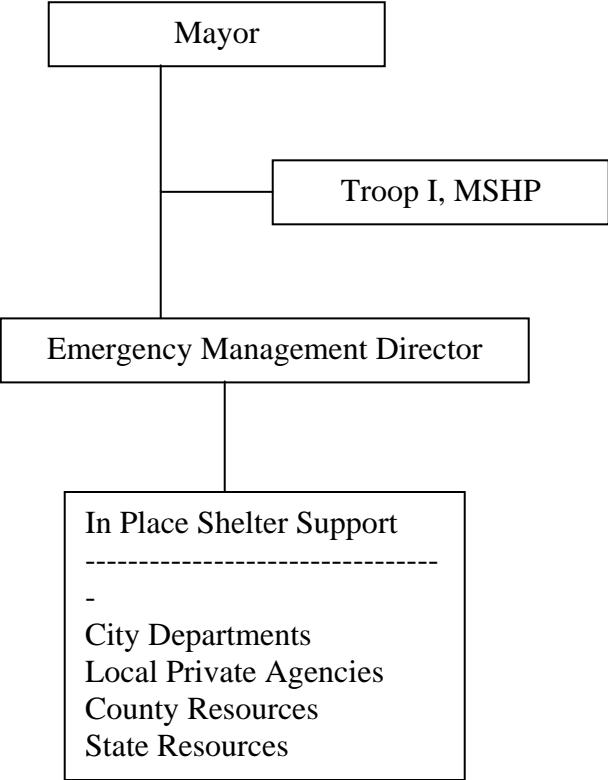 Mayor
Troop I, MSHP
Emergency Management Director
In Place Shelter Support
---------------------------------
-
City Departments
Local Private Agencies
County Resources
State Resources